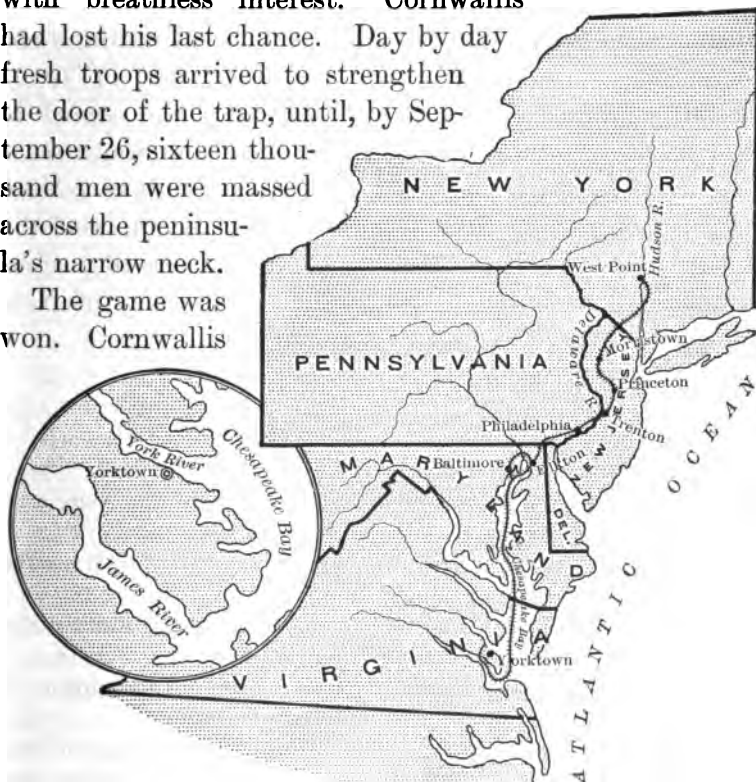 with breathless interest. Cornwallis
had lost his last chance. Day by day
fresh troops arrived to strengthen
the door of the trap, until, by Sep-
tember 26, sixteen thou-
sand men were massed
across the peninsu-
la's narrow neck.
The game was
won. Cornwallis
NEW YORK
Hudson R.
West Point
Delaware R.
Morristown
PENNSYLVANIA
NEW JERSEY
Princeton
Philadelphia
Trenton
MARYLAND
Baltimore
Elkton
DEL.
Chesapeake Bay
VIRGINIA
Yorktown
ATLANTIC OCEAN
York River
Yorktown
Chesapeake Bay
James River